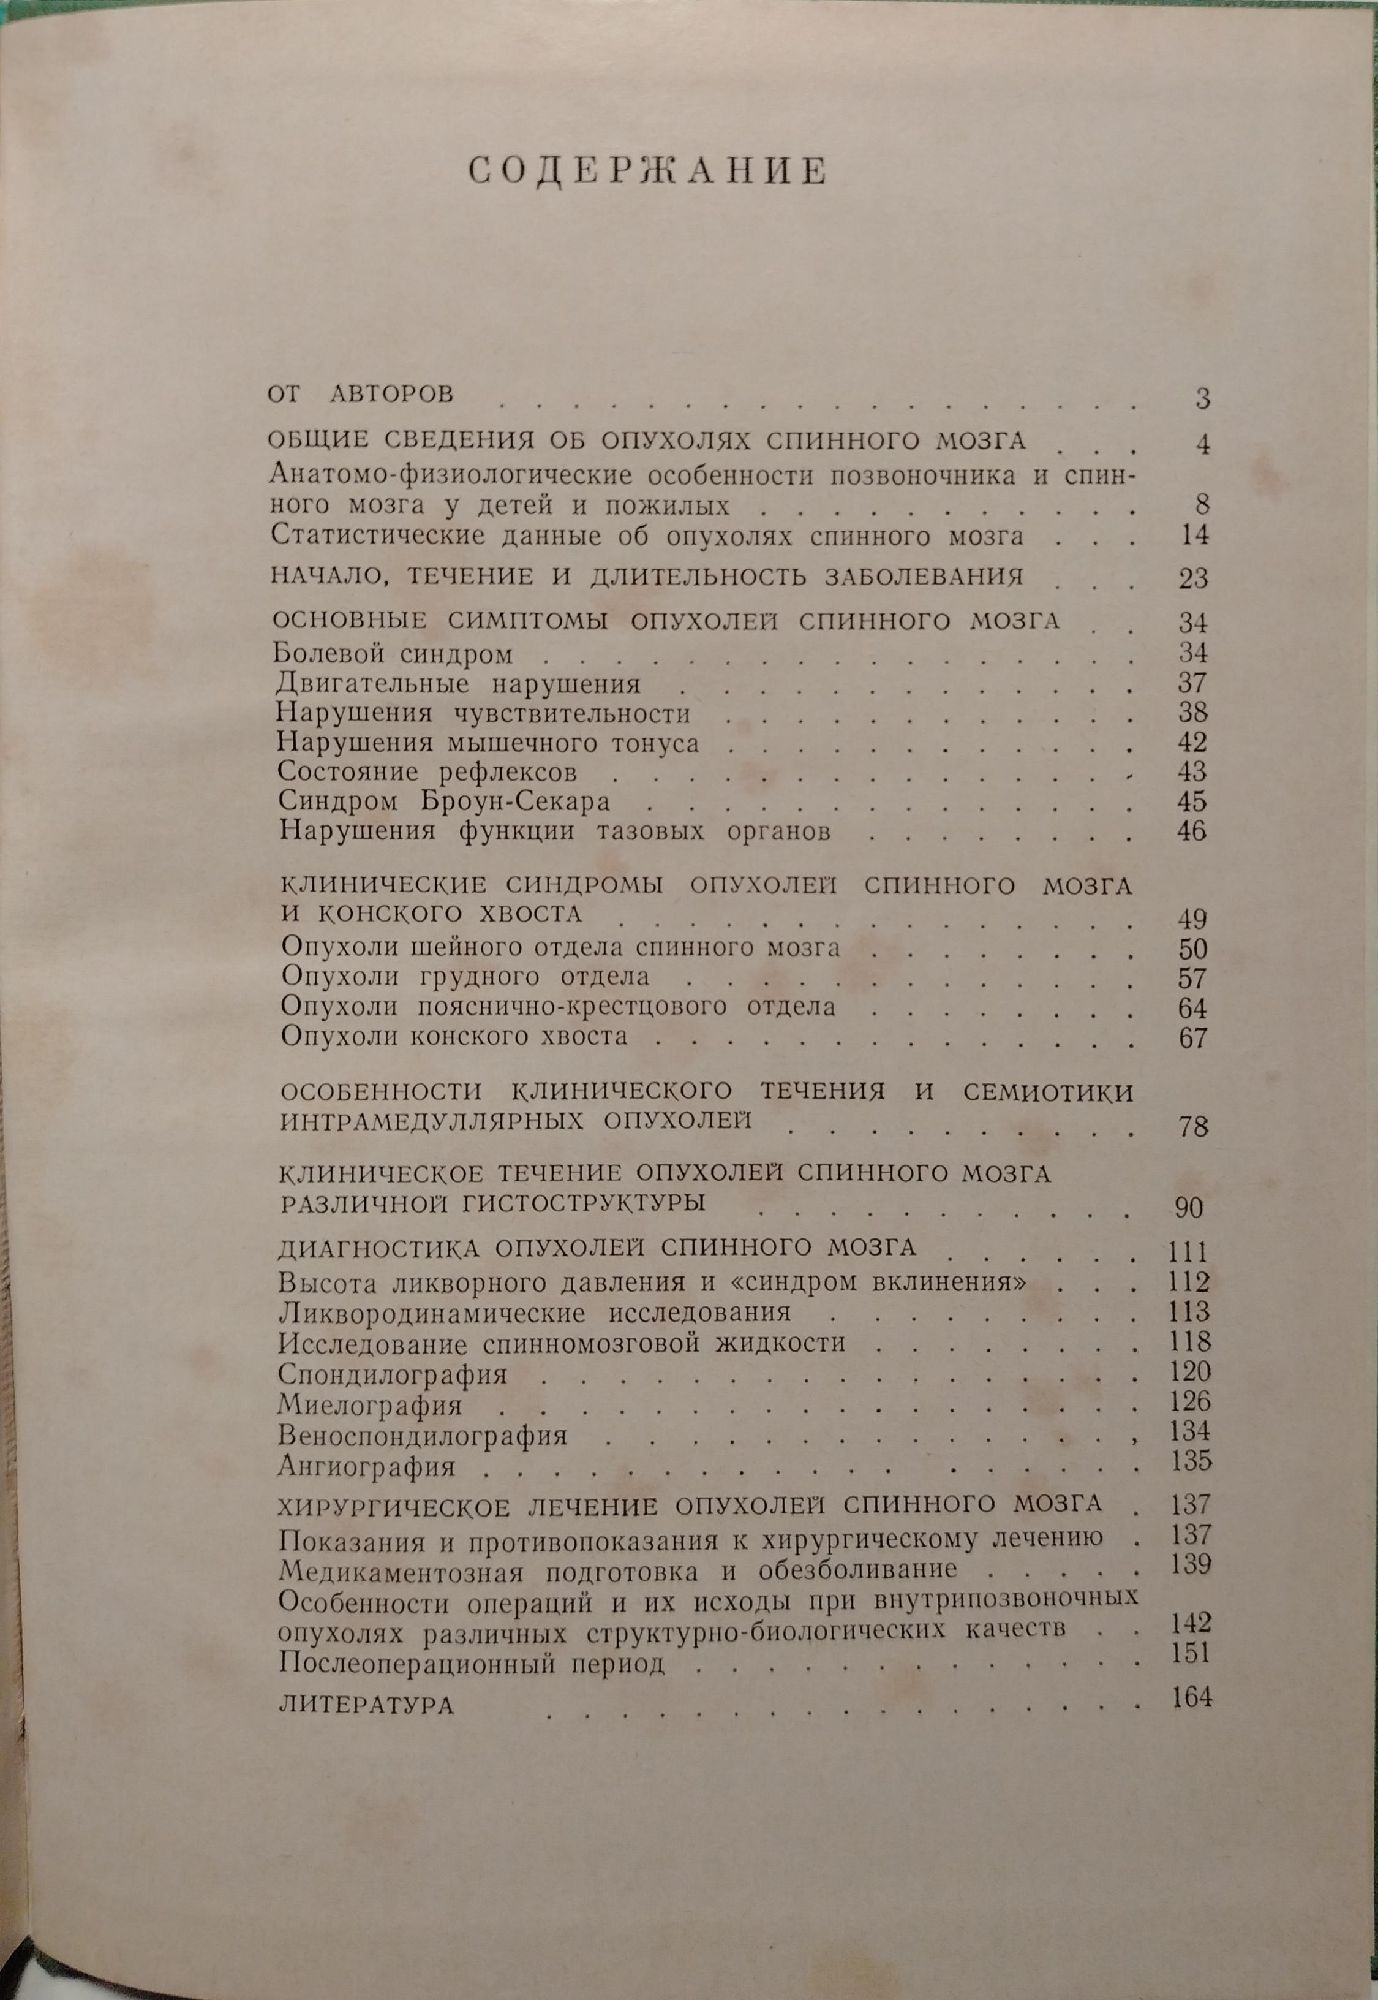 СОДЕРЖАНИЕ
ОТ АВТОРОВ . . . . . . . . . . . . . . . . . . 3
ОБЩИЕ СВЕДЕНИЯ ОБ ОПУХОЛЯХ СПИННОГО МОЗГА . . . 4
Анатомо-физиологические особенности позвоночника и спин-
ного мозга у детей и пожилых . . . . . . . . . . . 8
Статистические данные об опухолях спинного мозга . . . 14
НАЧАЛО, ТЕЧЕНИЕ И ДЛИТЕЛЬНОСТЬ ЗАБОЛЕВАНИЯ . . . 23
ОСНОВНЫЕ СИМПТОМЫ ОПУХОЛЕЙ СПИННОГО МОЗГА . . 34
Болевой синдром . . . . . . . . . . . . . . . . . 34
Двигательные нарушения . . . . . . . . . . . . . 37
Нарушения чувствительности . . . . . . . . . . . . 38
Нарушения мышечного тонуса . . . . . . . . . . . . 42
Состояние рефлексов . . . . . . . . . . . . . . . 43
Синдром Броун-Секара . . . . . . . . . . . . . . 45
Нарушения функции тазовых органов . . . . . . . . 46
КЛИНИЧЕСКИЕ СИНДРОМЫ ОПУХОЛЕЙ СПИННОГО МОЗГА
И КОНСКОГО ХВОСТА . . . . . . . . . . . . . . . 49
Опухоли шейного отдела спинного мозга . . . . . . . . 50
Опухоли грудного отдела . . . . . . . . . . . . . 57
Опухоли пояснично-крестцового отдела . . . . . . . . 64
Опухоли конского хвоста . . . . . . . . . . . . . . 67
ОСОБЕННОСТИ КЛИНИЧЕСКОГО ТЕЧЕНИЯ И СЕМИОТИКИ
ИНТРАМЕДУЛЛЯРНЫХ ОПУХОЛЕЙ . . . . . . . . . . 78
КЛИНИЧЕСКОЕ ТЕЧЕНИЕ ОПУХОЛЕЙ СПИННОГО МОЗГА
РАЗЛИЧНОЙ ГИСТОСТРУКТУРЫ . . . . . . . . . . . 90
ДИАГНОСТИКА ОПУХОЛЕЙ СПИННОГО МОЗГА . . . . . . 111
Высота ликворного давления и «синдром вклинения» . . . 112
Ликвородинамические исследования . . . . . . . . . 113
Исследование спинномозговой жидкости . . . . . . . . 118
Спондилография . . . . . . . . . . . . . . . . . 120
Миелография . . . . . . . . . . . . . . . . . . 126
Веноспондилография . . . . . . . . . . . . . . , 134
Ангиография . . . . . . . . . . . . . . . . . . 135
ХИРУРГИЧЕСКОЕ ЛЕЧЕНИЕ ОПУХОЛЕЙ СПИННОГО МОЗГА . 137
Показания и противопоказания к хирургическому лечению . 137
Медикаментозная подготовка и обезболивание . . . . . 139
Особенности операций и их исходы при внутрипозвоночных
опухолях различных структурно-биологических качеств . . 142
Послеоперационный период . . . . . . . . . . . . . 151
ЛИТЕРАТУРА . . . . . . . . . . . . . . . . . 164